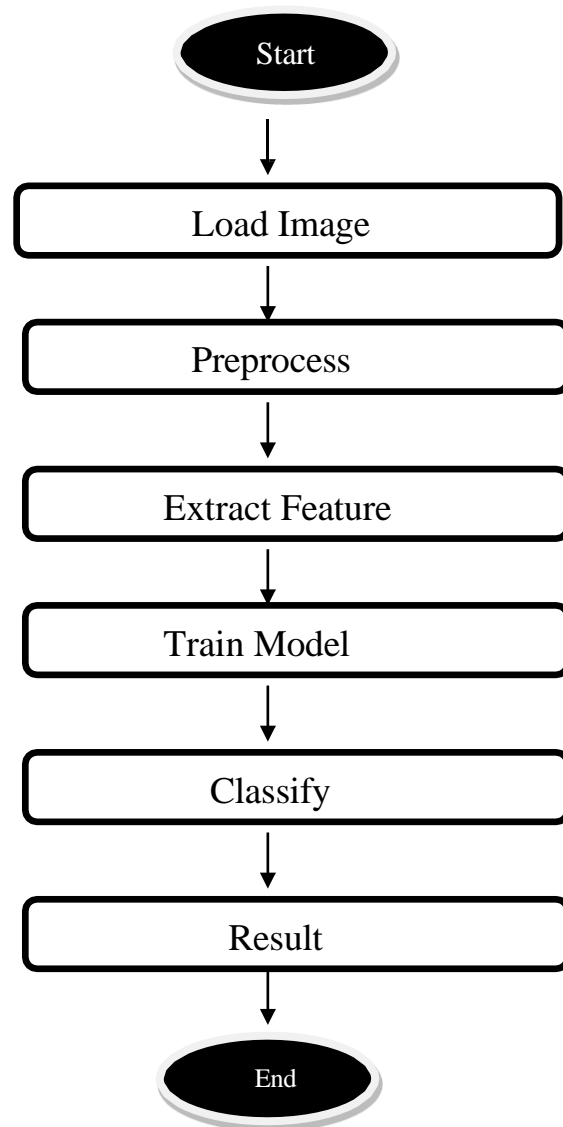 Start
Load Image
Preprocess
Extract Feature
Train Model
Classify
Result
End